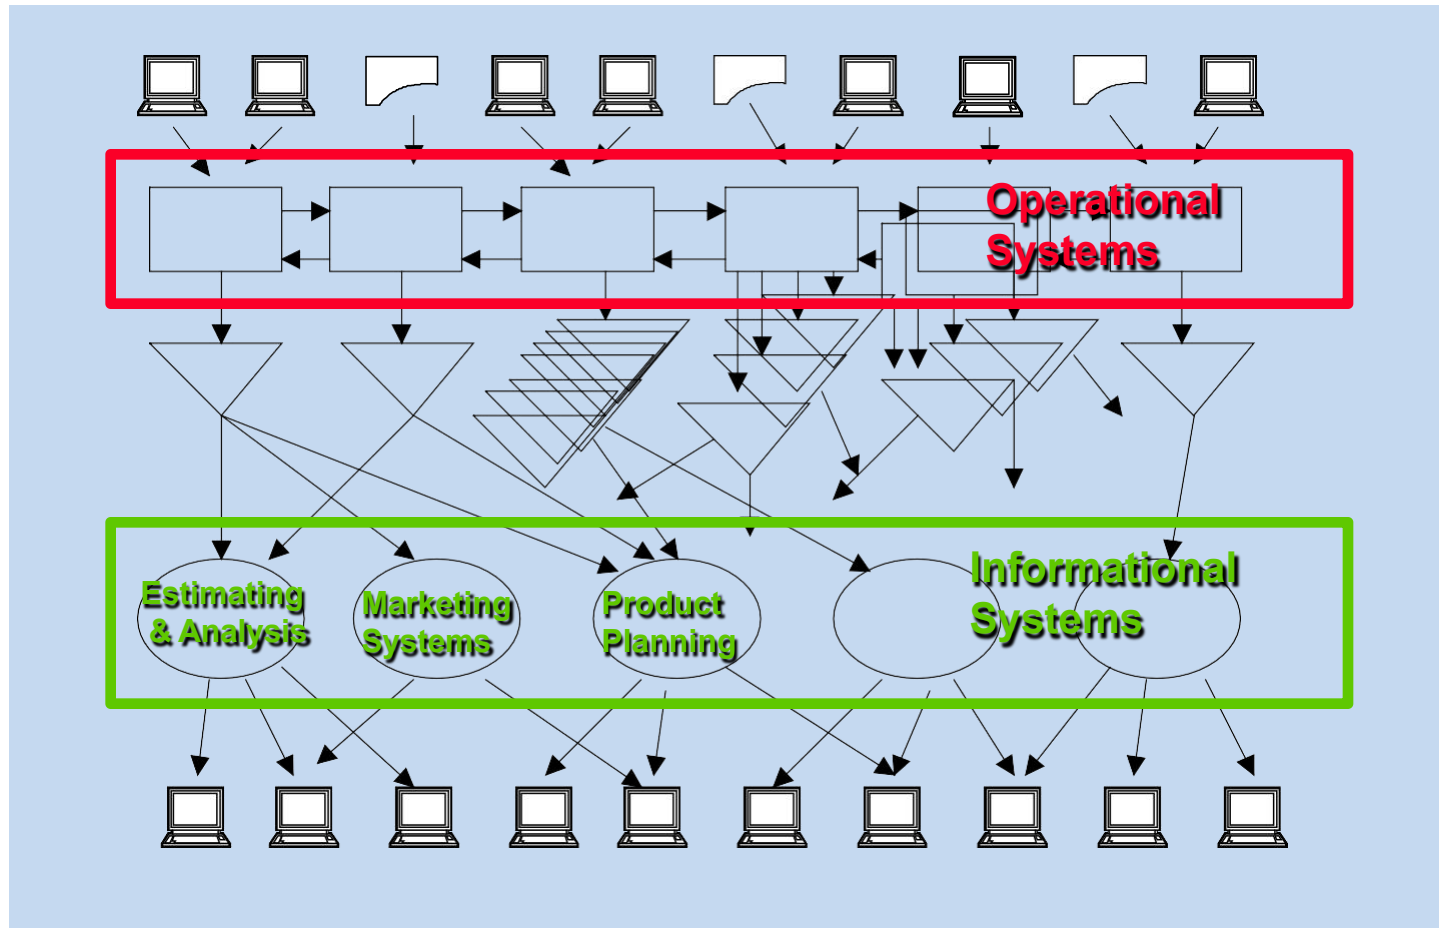 Operational
Systems
Informational
Systems
Estimating
& Analysis
Marketing
Systems
Product
Planning